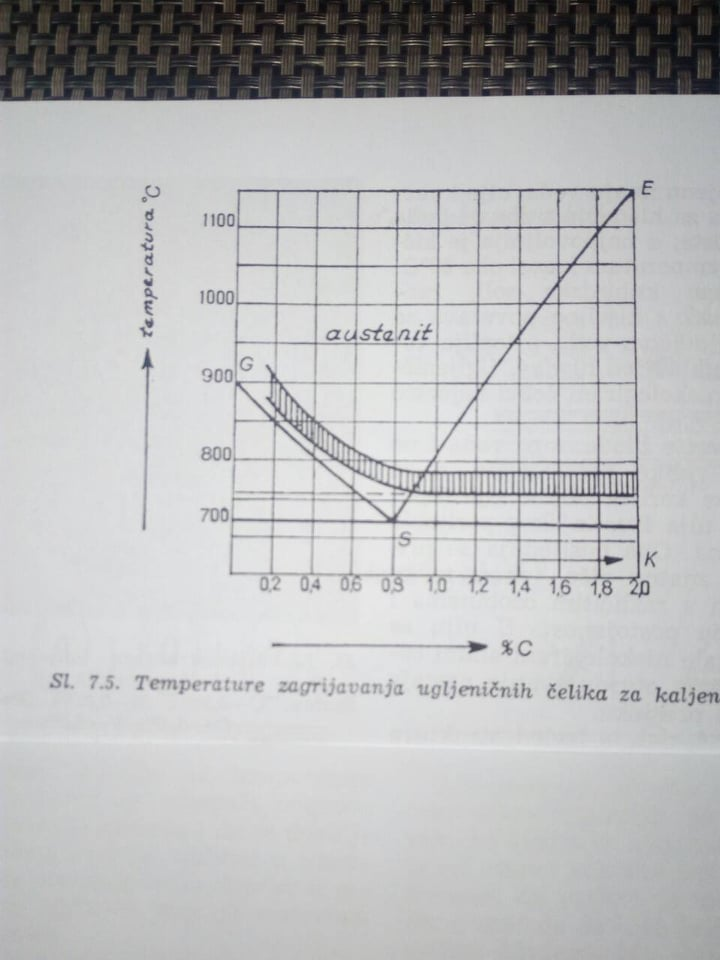 temperatura °C
E
1100
1000
austenit
G
900
800
700
S
K
0,2 0,4 0,6 0,8 1,0 1,2 1,4 1,6 1,8 2,0
%C
Sl. 7.5. Temperature zagrijavanja ugljeničnih čelika za kaljen